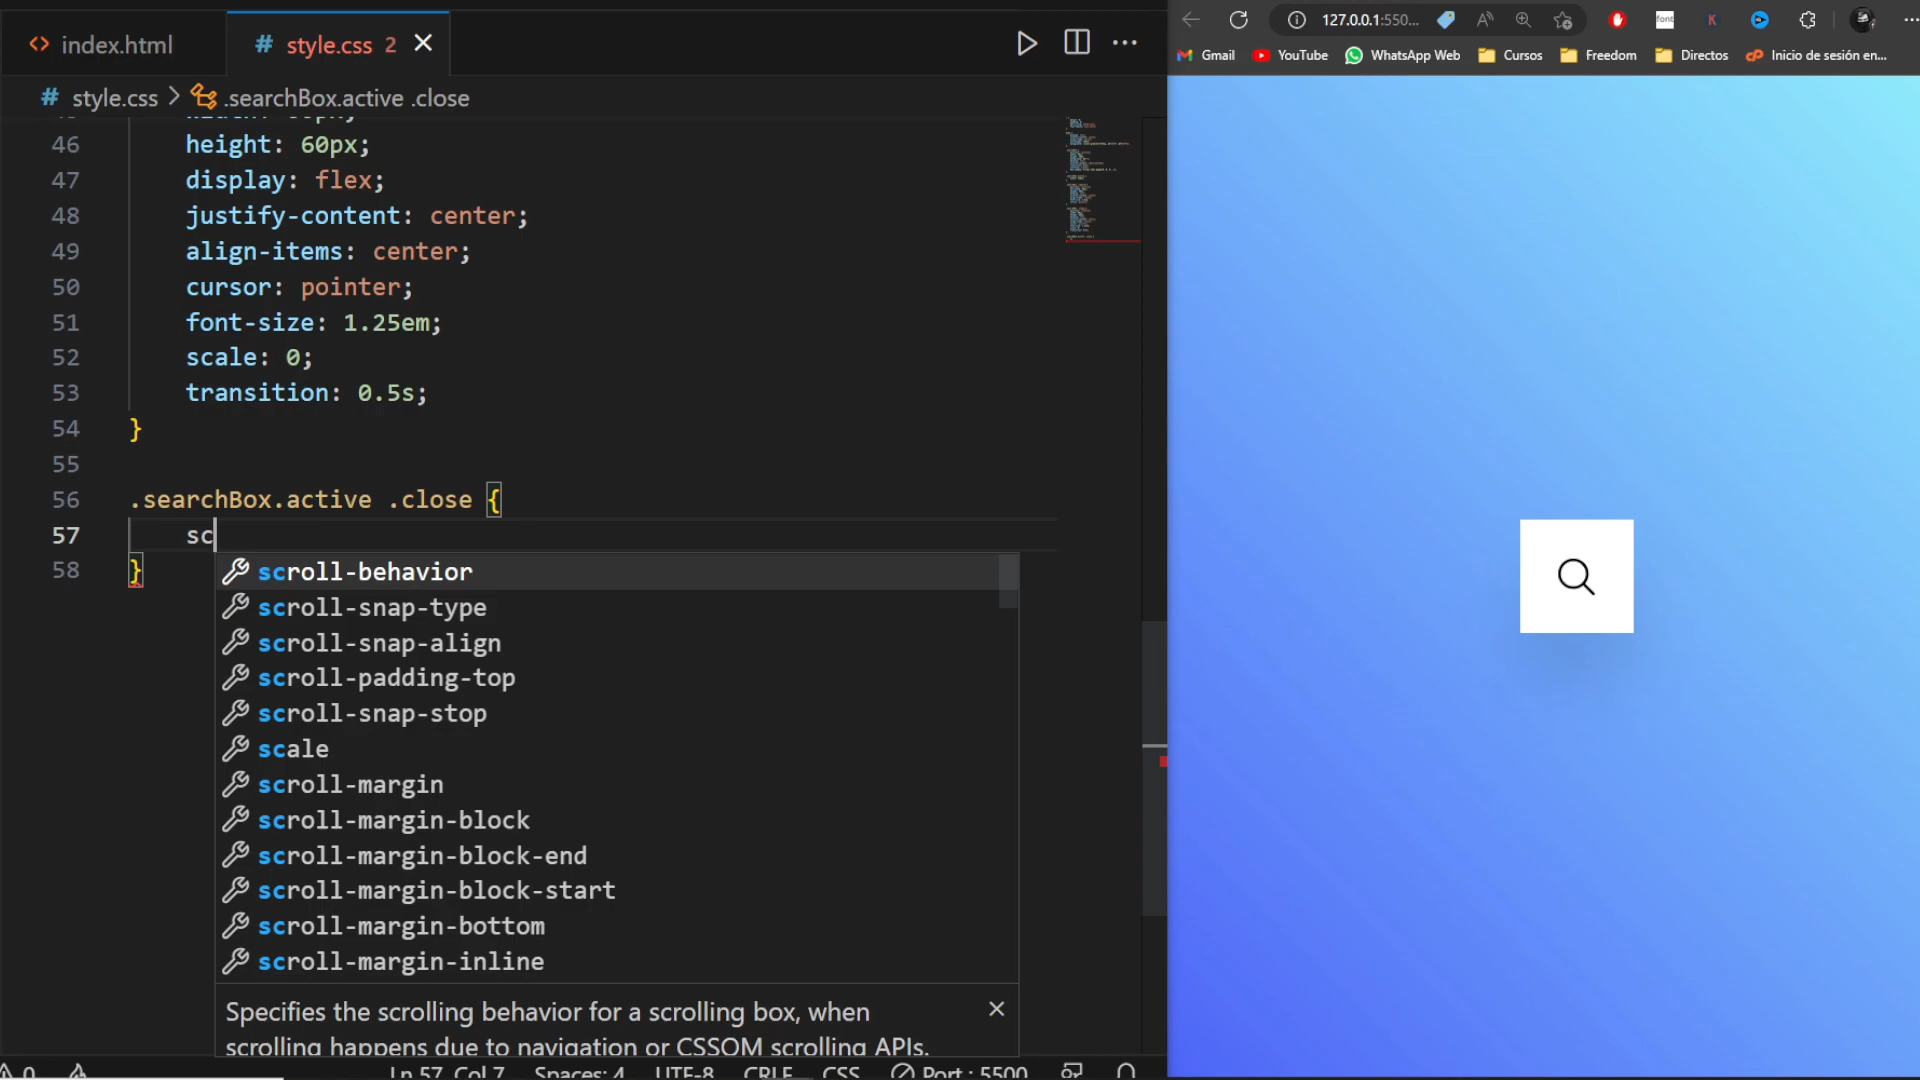 index.html
style.css 2
127.0.0.1:550...
Gmail YouTube WhatsApp Web Cursos Freedom Directos Inicio de sesión en...
style.css > .searchBox.active .close
46 height: 60px;
47 display: flex;
48 justify-content: center;
49 align-items: center;
50 cursor: pointer;
51 font-size: 1.25em;
52 scale: 0;
53 transition: 0.5s;
54 }
55
56 .searchBox.active .close {
57 sc
58 }
scroll-behavior
scroll-snap-type
scroll-snap-align
scroll-padding-top
scroll-snap-stop
scale
scroll-margin
scroll-margin-block
scroll-margin-block-end
scroll-margin-block-start
scroll-margin-bottom
scroll-margin-inline
Specifies the scrolling behavior for a scrolling box, when
scrolling happens due to navigation or CSSOM scrolling APIs.
0 Ln 57, Col 7 Spaces: 4 UTF-8 CRLF CSS Port : 5500